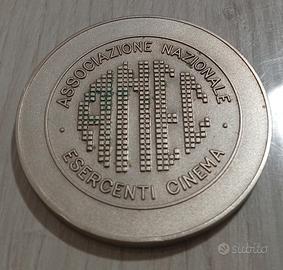 ASSOCIAZIONE NAZIONALE
ANEC
ESERCENTI CINEMA
subito